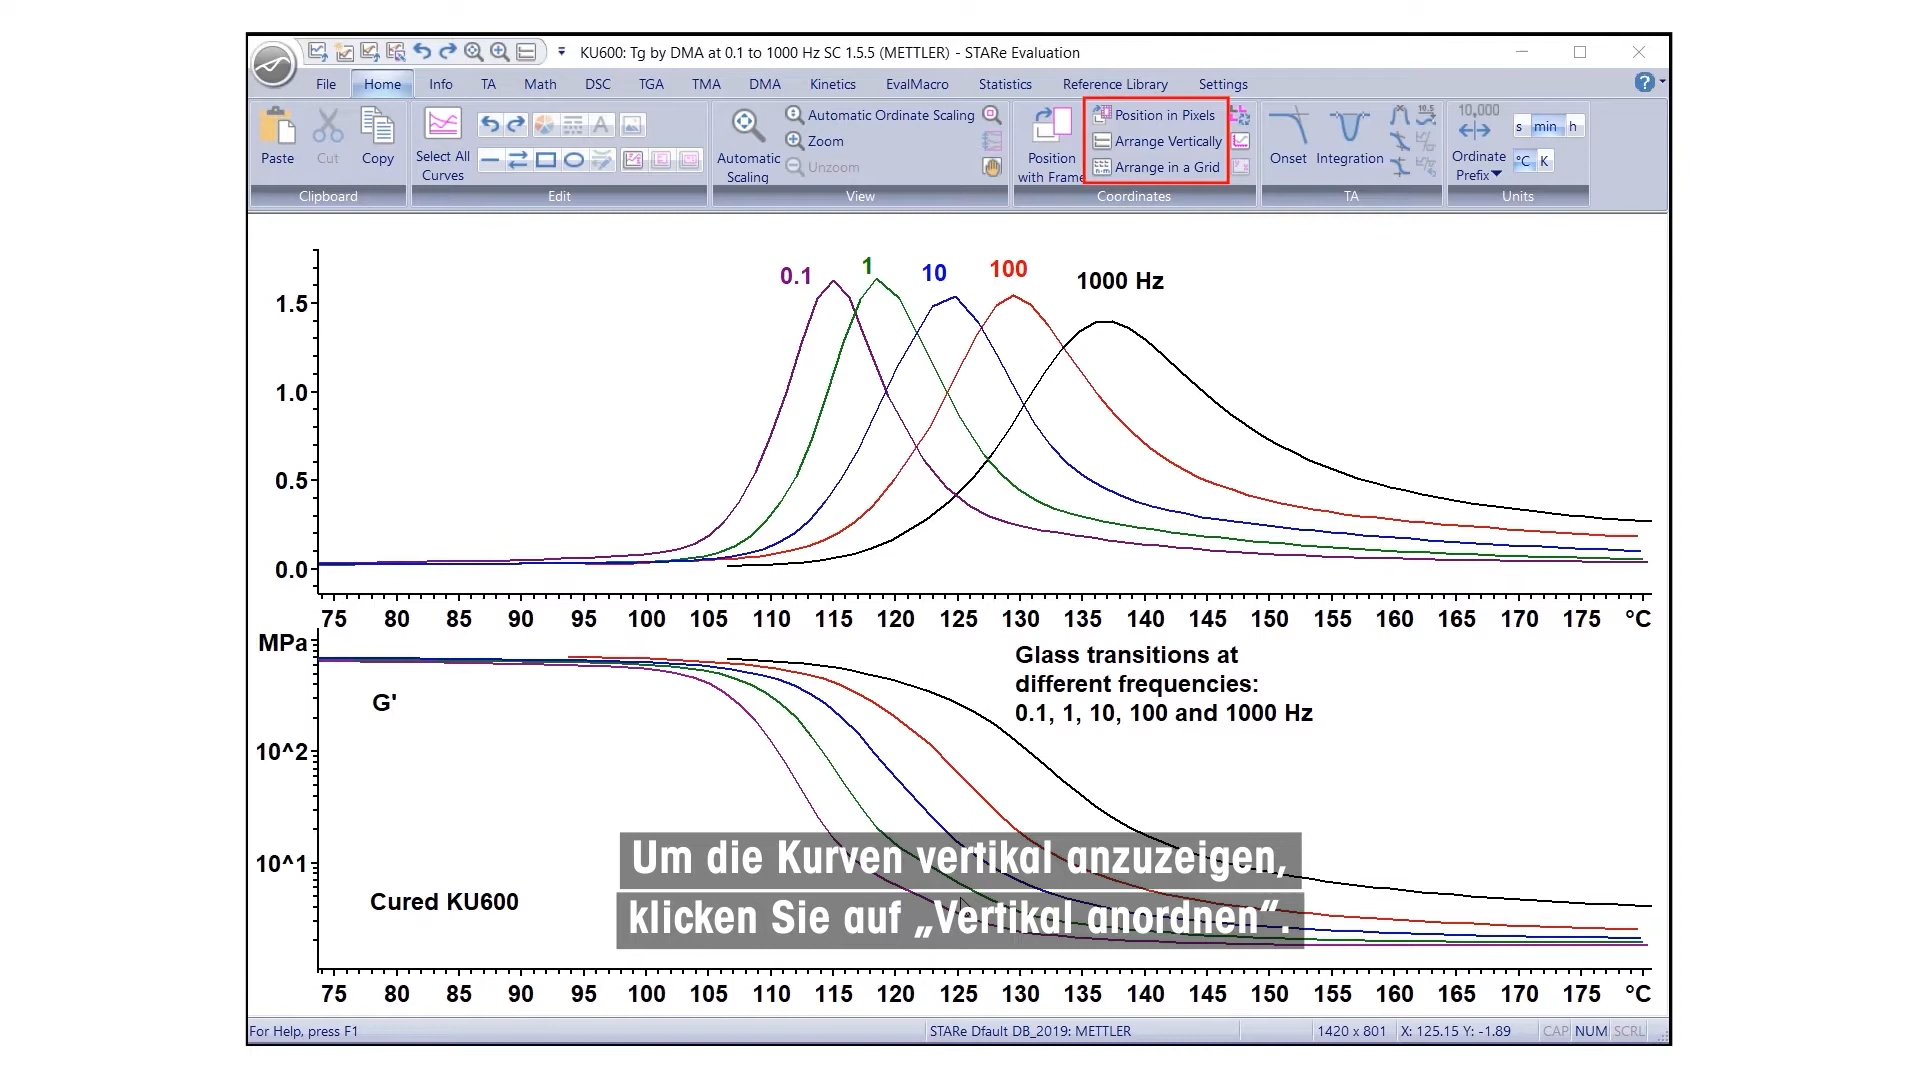 KU600: Tg by DMA at 0.1 to 1000 Hz SC 1.5.5 (METTLER) - STARe Evaluation
File Home Info TA Math DSC TGA TMA DMA Kinetics EvalMacro Statistics Reference Library Settings ?
Paste Cut Copy
Clipboard
Select All
Curves
A
Edit
Automatic
Scaling
Automatic Ordinate Scaling
Zoom
Unzoom
View
Position
with Frame
Position in Pixels
Arrange Vertically
Arrange in a Grid
Coordinates
Onset Integration
10.5
TA
10,000
Ordinate
Prefix
s min h
°C K
Units
0.1 1 10 100 1000 Hz
1.5
1.0
0.5
0.0
75 80 85 90 95 100 105 110 115 120 125 130 135 140 145 150 155 160 165 170 175 °C
MPa
Glass transitions at
different frequencies:
0.1, 1, 10, 100 and 1000 Hz
G'
10^2
10^1
Cured KU600
Um die Kurven vertikal anzuzeigen,
klicken Sie auf „Vertikal anordnen“.
75 80 85 90 95 100 105 110 115 120 125 130 135 140 145 150 155 160 165 170 175 °C
For Help, press F1 STARe Dfault DB_2019: METTLER 1420 x 801 X: 125.15 Y: -1.89 CAP NUM SCRL